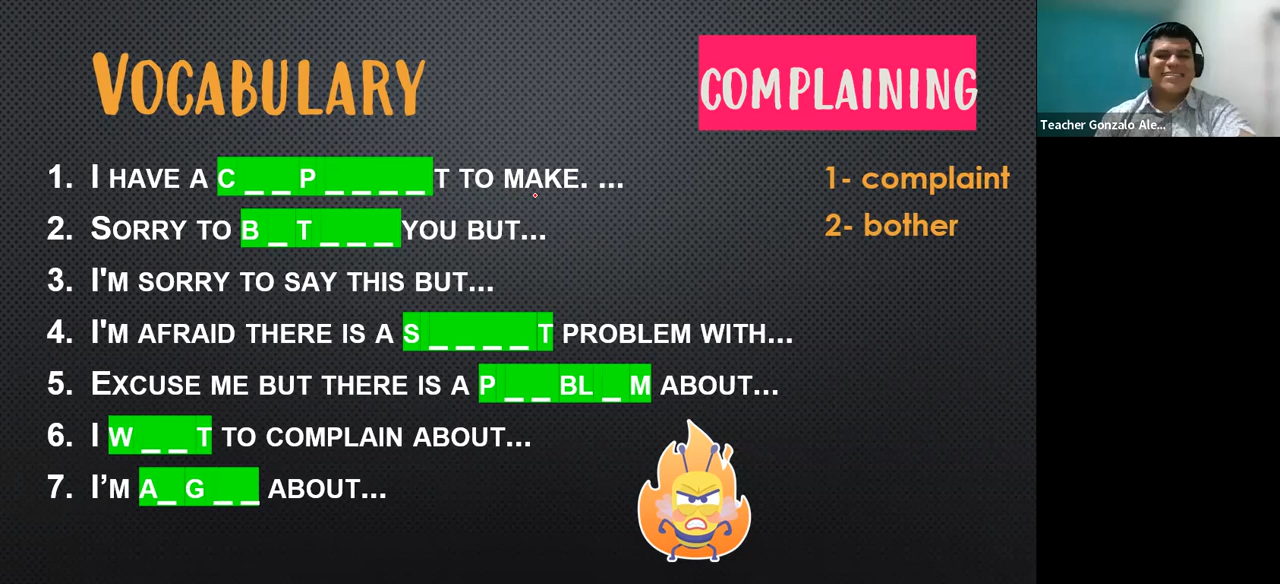 VOCABULARY
COMPLAINING
Teacher Gonzalo Ale...
1. I HAVE A C _ _ P _ _ _ _ T TO MAKE. ...
2. SORRY TO B _ T _ _ _ YOU BUT...
3. I'M SORRY TO SAY THIS BUT...
4. I'M AFRAID THERE IS A S _ _ _ _ T PROBLEM WITH...
5. EXCUSE ME BUT THERE IS A P _ _ BL _ M ABOUT...
6. I W _ _ T TO COMPLAIN ABOUT...
7. I’M A_ G _ _ ABOUT...
1- complaint
2- bother